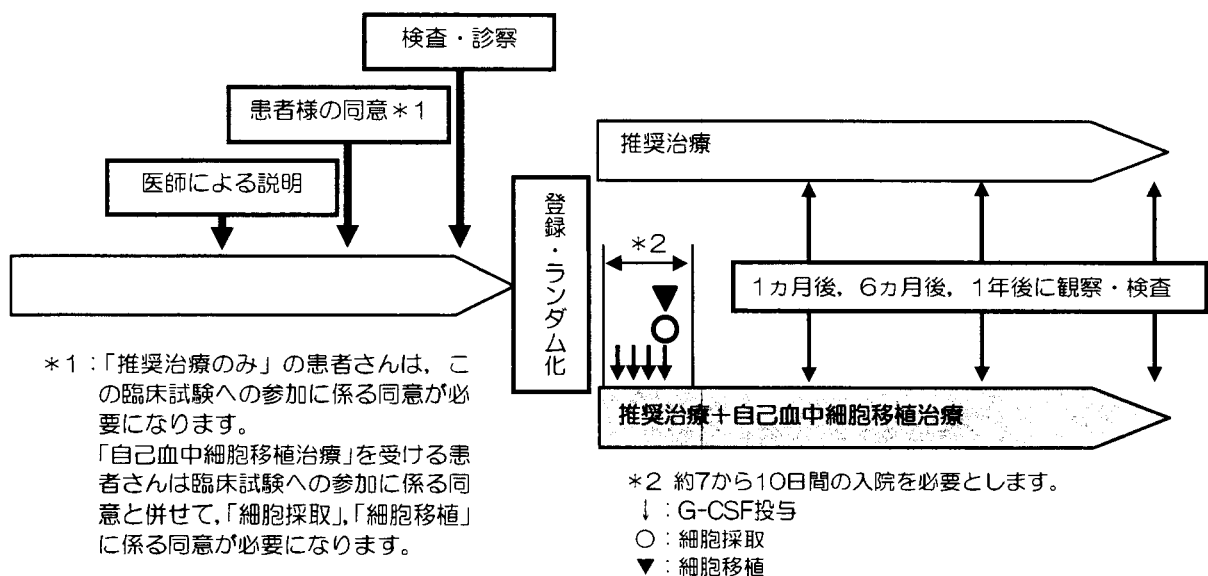 検査・診察
患者様の同意＊1
医師による説明
登録・ランダム化
推奨治療
＊2
1ヵ月後，6ヵ月後，1年後に観察・検査
推奨治療＋自己血中細胞移植治療
＊1：「推奨治療のみ」の患者さんは，こ
の臨床試験への参加に係る同意が必
要になります。
「自己血中細胞移植治療」を受ける患
者さんは臨床試験への参加に係る同
意と併せて，「細胞採取」，「細胞移植」
に係る同意が必要になります。
＊2 約7から10日間の入院を必要とします。
↓：G-CSF投与
○：細胞採取
▼：細胞移植